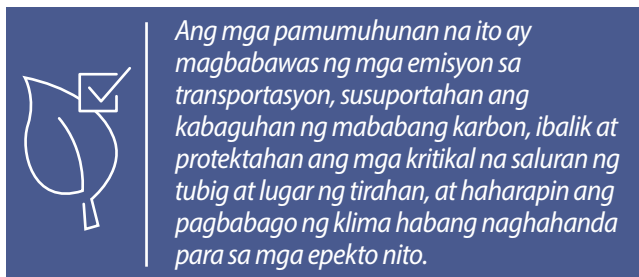 Ang mga pamumuhunan na ito ay
magbabawas ng mga emisyon sa
transportasyon, susuportahan ang
kabaguhan ng mababang karbon, ibalik at
protektahan ang mga kritikal na saluran ng
tubig at lugar ng tirahan, at haharapin ang
pagbabago ng klima habang naghahanda
para sa mga epekto nito.